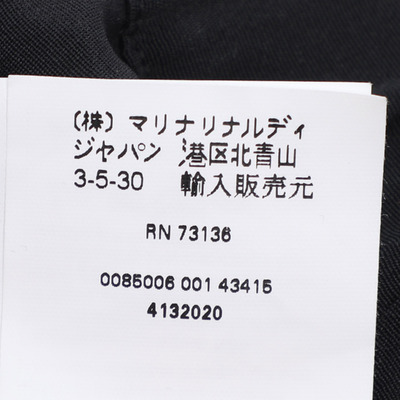 (株) マリナリナルディ
ジャパン 港区北青山
3-5-30 輸入販売元
RN 73136
0085006 001 43415
4132020